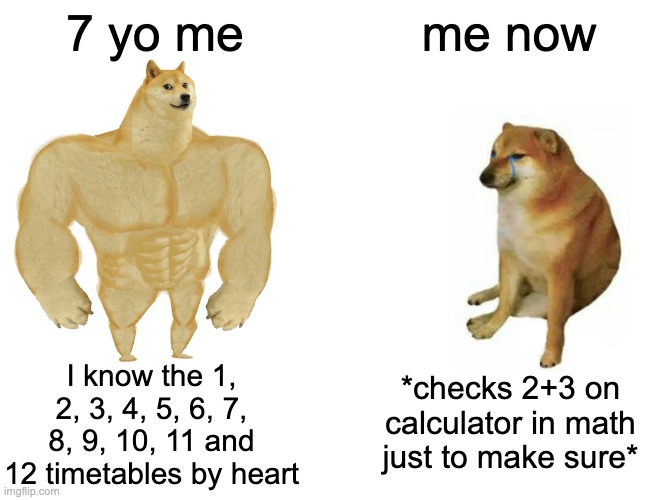 7 yo me
me now
I know the 1,
2, 3, 4, 5, 6, 7,
8, 9, 10, 11 and
12 timetables by heart
*checks 2+3 on
calculator in math
just to make sure*
imgflip.com